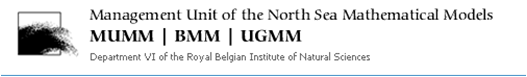 Management Unit of the North Sea Mathematical Models
MUMM | BMM | UGMM
Department VI of the Royal Belgian Institute of Natural Sciences